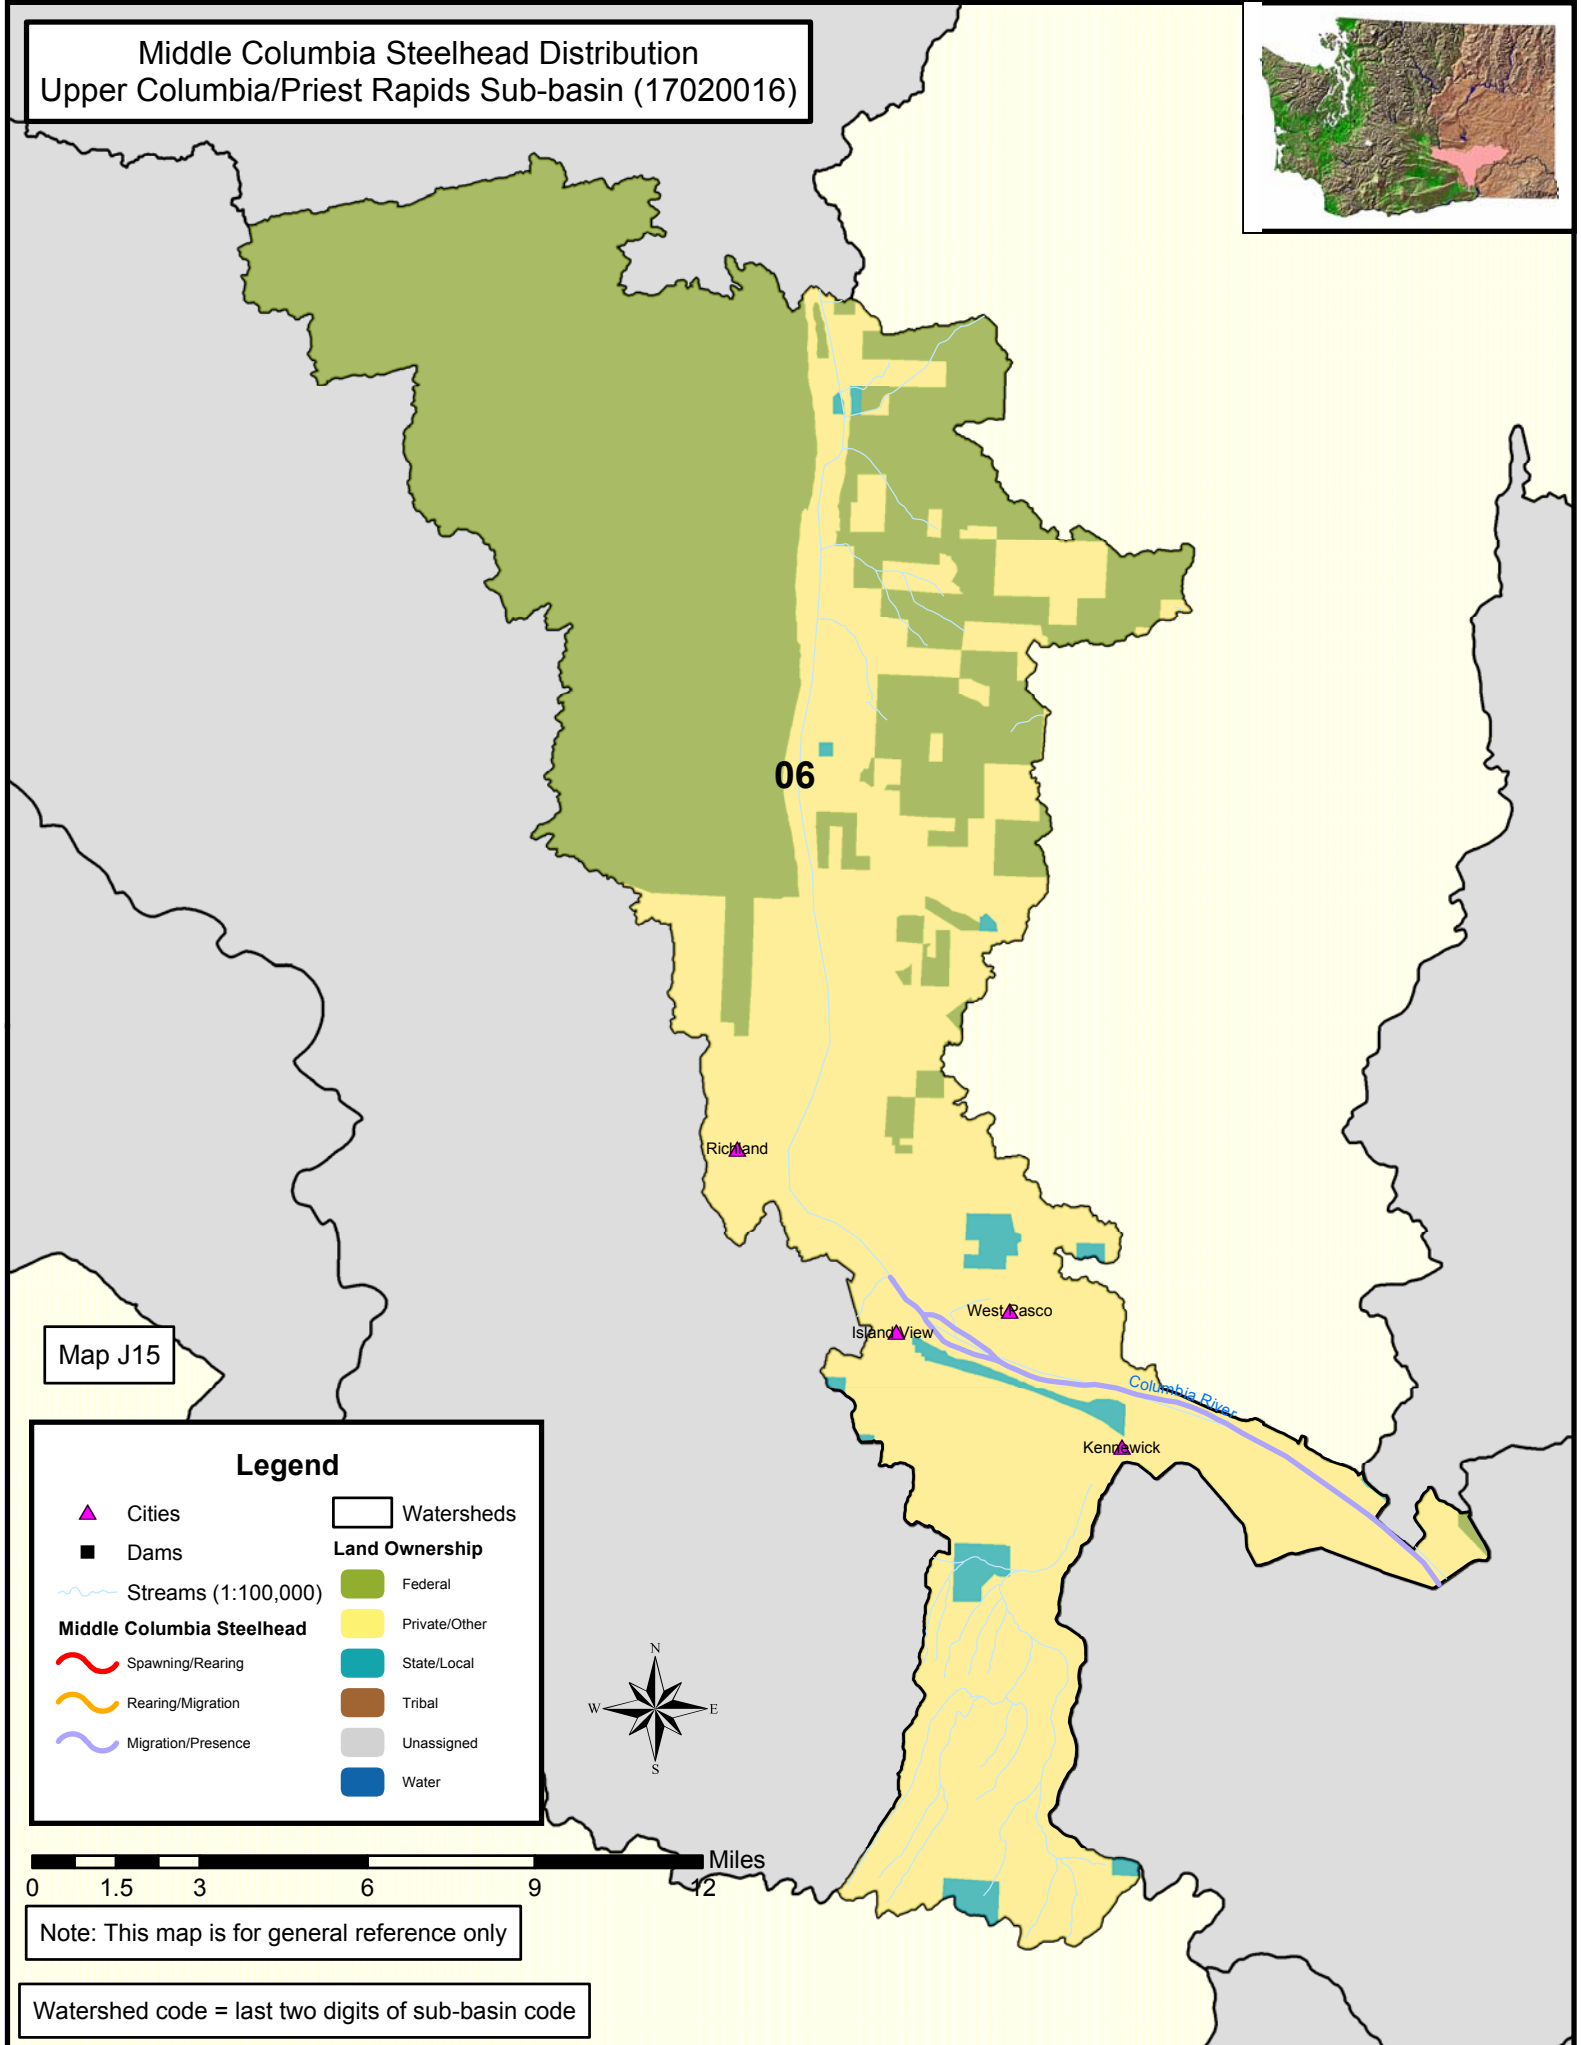 Middle Columbia Steelhead Distribution
Upper Columbia/Priest Rapids Sub-basin (17020016)
06
Richland
West Pasco
Island View
Columbia River
Kennewick
Map J15
Legend
Cities
Dams
Streams (1:100,000)
Middle Columbia Steelhead
Spawning/Rearing
Rearing/Migration
Migration/Presence
Watersheds
Land Ownership
Federal
Private/Other
State/Local
Tribal
Unassigned
Water
N
W E
S
Miles
0 1.5 3 6 9 12
Note: This map is for general reference only
Watershed code = last two digits of sub-basin code